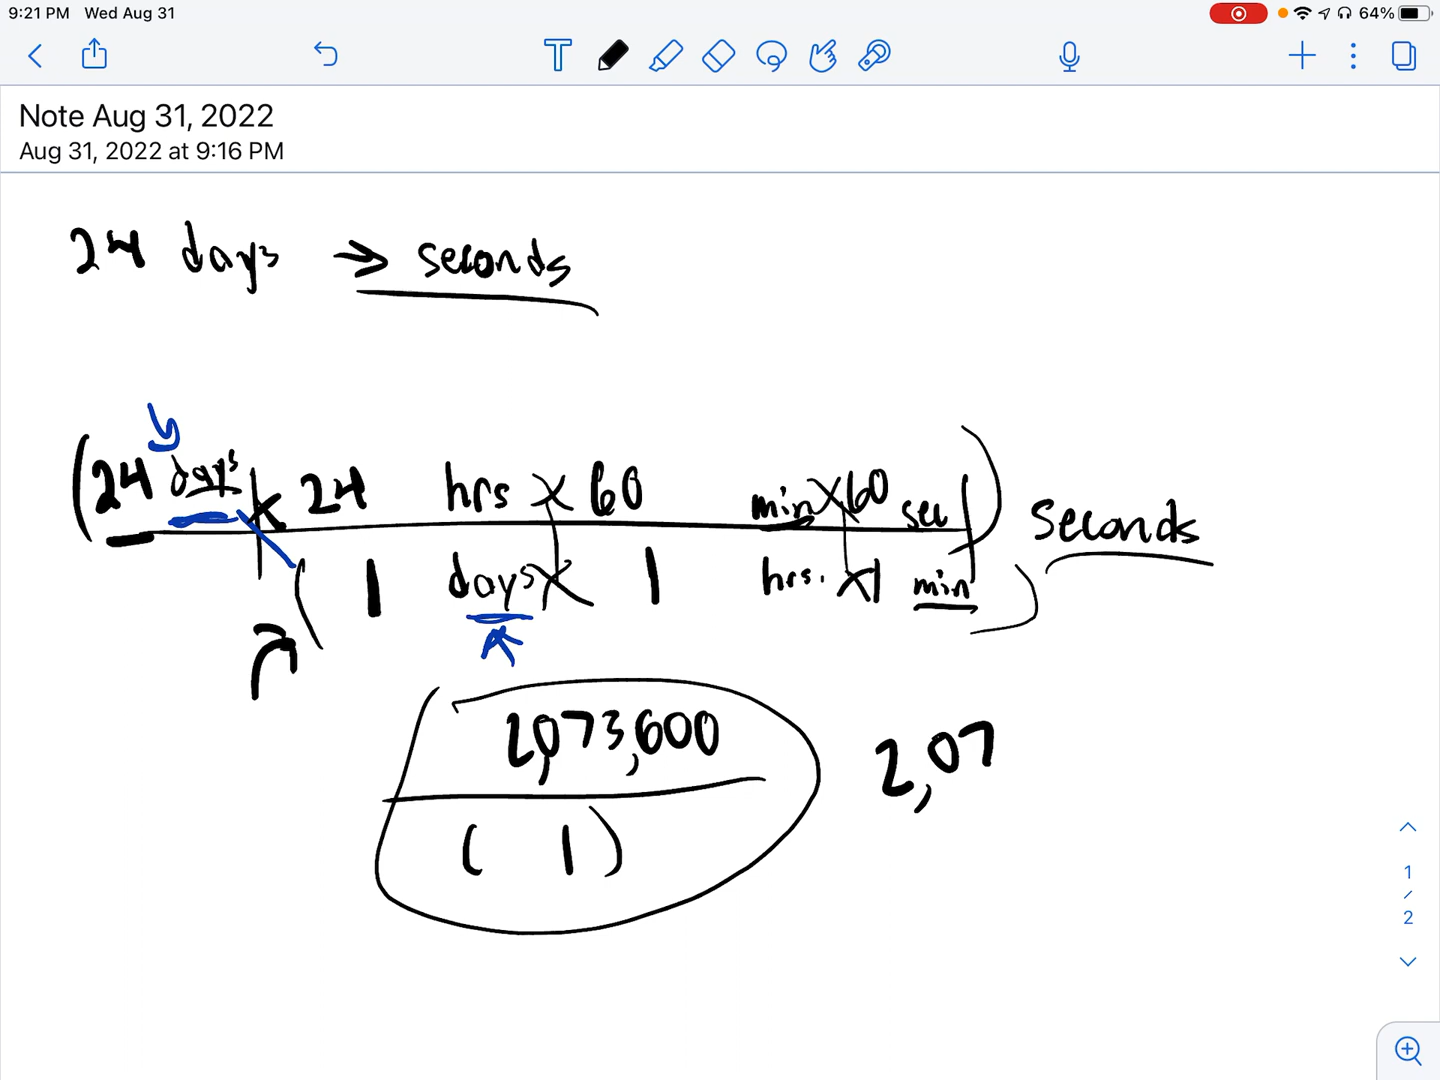 9:21 PM Wed Aug 31 64%
T
Note Aug 31, 2022
Aug 31, 2022 at 9:16 PM
24 days → seconds
(24 days x 24 hrs x 60 min x 60 sec) seconds
( 1 days x 1 hrs. x 1 min )
2,073,600 2,07
( 1 )
1
/
2